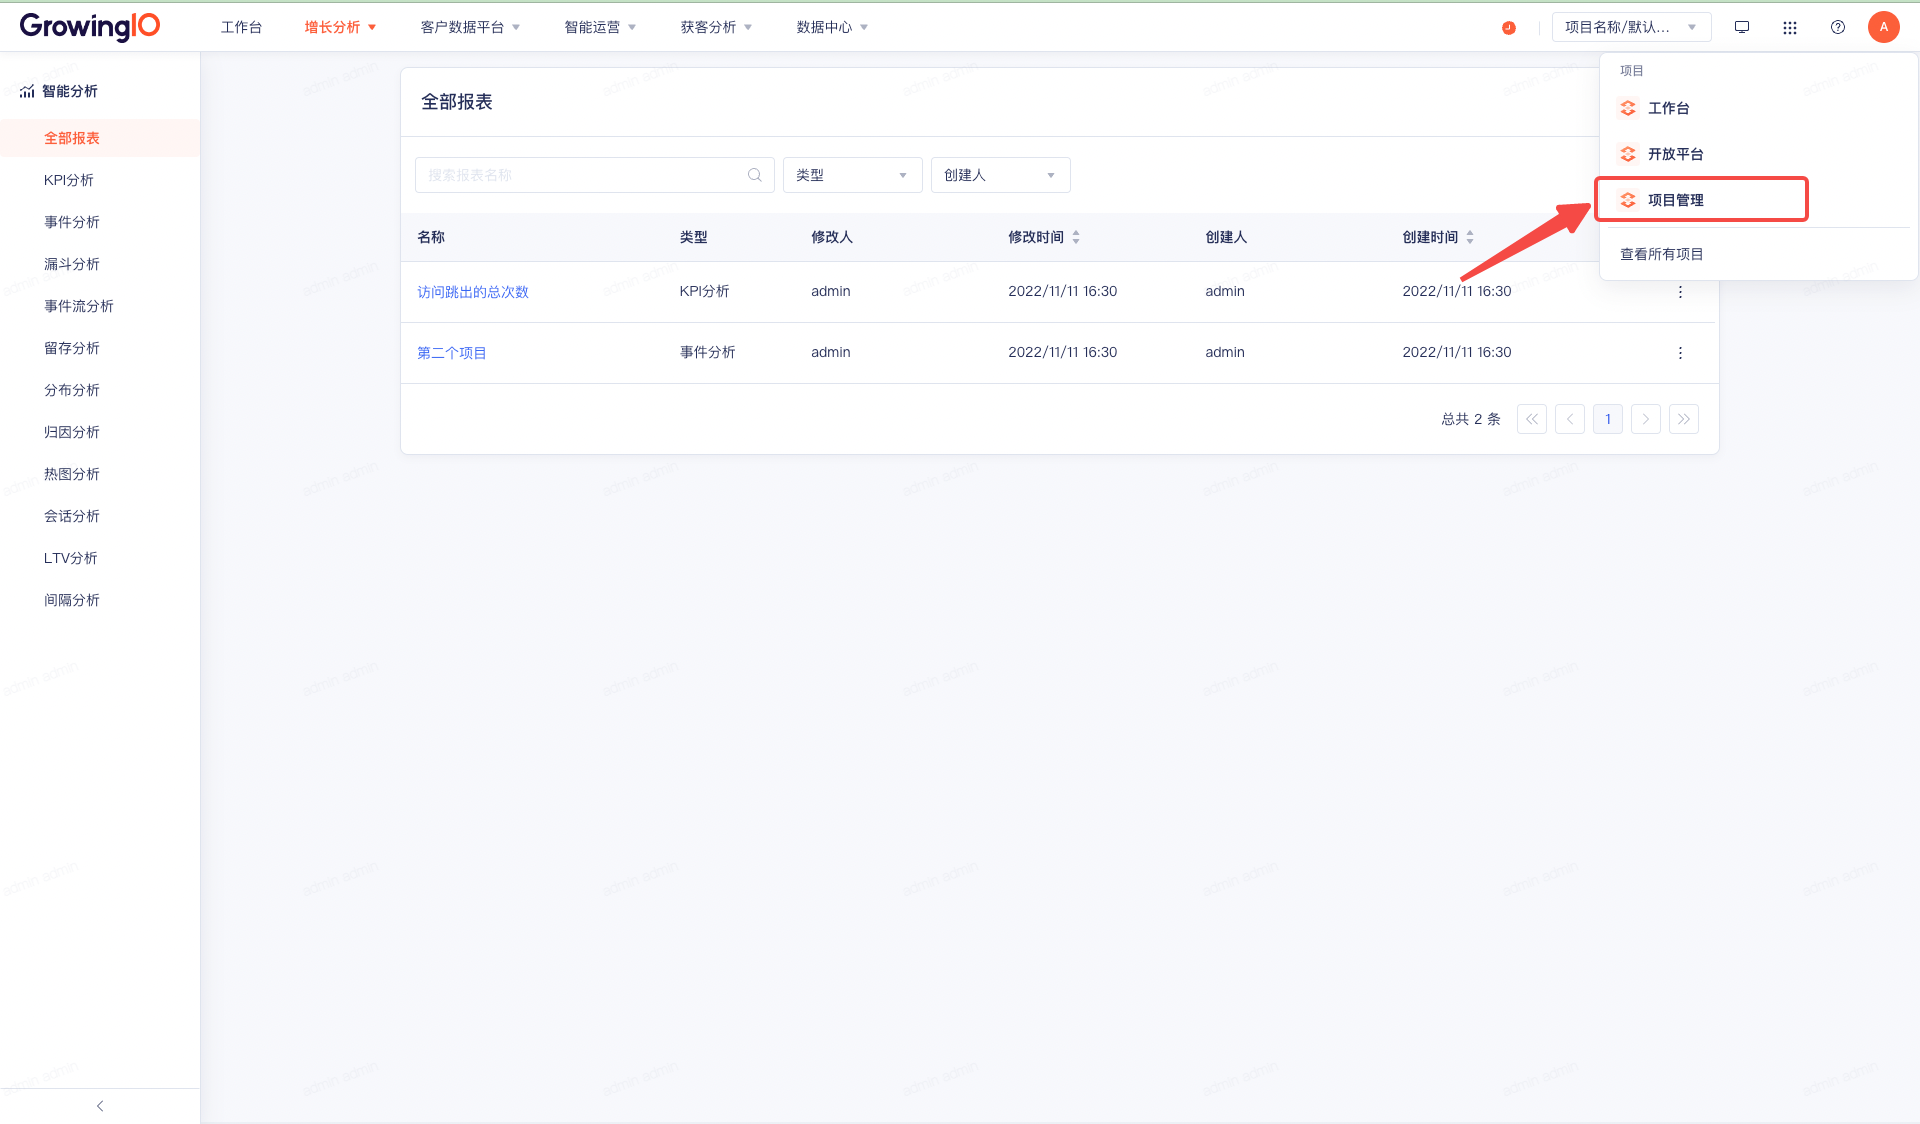 GrowingIO
工作台
增长分析
客户数据平台
智能运营
获客分析
数据中心
项目名称/默认...
A
项目
工作台
开放平台
项目管理
查看所有项目
智能分析
全部报表
KPI分析
事件分析
漏斗分析
事件流分析
留存分析
分布分析
归因分析
热图分析
会话分析
LTV分析
间隔分析
全部报表
搜索报表名称
类型
创建人
名称 类型 修改人 修改时间 创建人 创建时间
访问跳出的总次数 KPI分析 admin 2022/11/11 16:30 admin 2022/11/11 16:30
第二个项目 事件分析 admin 2022/11/11 16:30 admin 2022/11/11 16:30
总共 2 条
1
admin admin